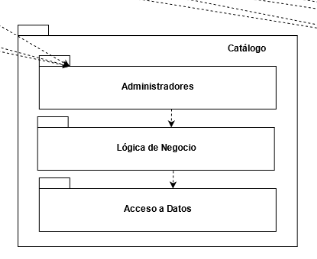 Catálogo
Administradores
Lógica de Negocio
Acceso a Datos